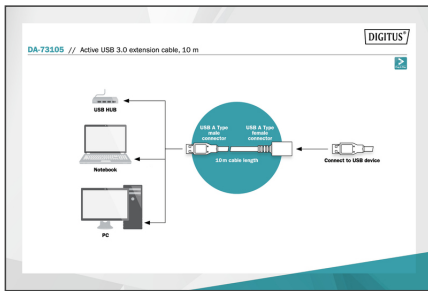 DIGITUS®
DA-73105 // Active USB 3.0 extension cable, 10 m
USB HUB
USB A Type
male
connector
USB A Type
female
connector
10 m cable length
Connect to USB device
Notebook
PC